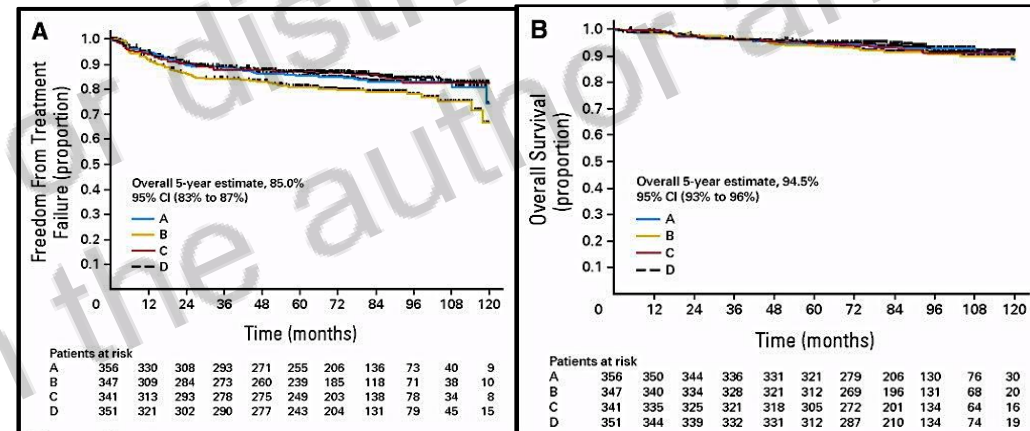 A
Freedom From Treatment
Failure (proportion)
1.0
0.9
0.8
0.7
0.6
0.5
0.4
0.3
0.2
0.1
0
Overall 5-year estimate, 85.0%
95% CI (83% to 87%)
A
B
C
D
12 24 36 48 60 72 84 96 108 120
Time (months)
Patients at risk
A 356 330 308 293 271 255 206 136 73 40 9
B 347 309 284 273 260 239 185 118 71 38 10
C 341 313 293 278 275 249 203 138 78 34 8
D 351 321 302 290 277 243 204 131 79 45 15
B
Overall Survival
(proportion)
1.0
0.9
0.8
0.7
0.6
0.5
0.4
0.3
0.2
0.1
0
Overall 5-year estimate, 94.5%
95% CI (93% to 96%)
A
B
C
D
12 24 36 48 60 72 84 96 108 120
Time (months)
Patients at risk
A 356 350 344 336 331 321 279 206 130 76 30
B 347 340 334 328 321 312 269 196 131 68 20
C 341 335 325 321 318 305 272 201 134 64 16
D 351 344 339 332 331 312 287 210 134 74 19
or distr
the author a